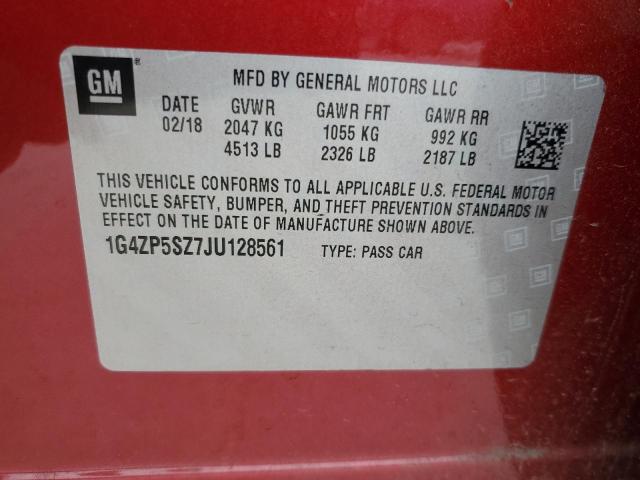 GM
MFD BY GENERAL MOTORS LLC
DATE GVWR GAWR FRT GAWR RR
02/18 2047 KG 1055 KG 992 KG
4513 LB 2326 LB 2187 LB
THIS VEHICLE CONFORMS TO ALL APPLICABLE U.S. FEDERAL MOTOR
VEHICLE SAFETY, BUMPER, AND THEFT PREVENTION STANDARDS IN
EFFECT ON THE DATE OF MANUFACTURE SHOWN ABOVE.
1G4ZP5SZ7JU128561 TYPE: PASS CAR